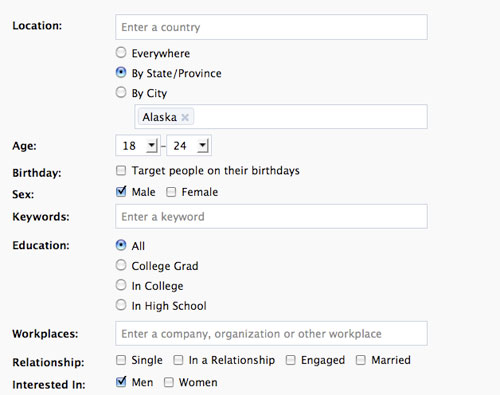 Location: Enter a country
Everywhere
By State/Province
By City
Alaska
Age: 18 – 24
Birthday: Target people on their birthdays
Sex: Male Female
Keywords: Enter a keyword
Education: All
College Grad
In College
In High School
Workplaces: Enter a company, organization or other workplace
Relationship: Single In a Relationship Engaged Married
Interested In: Men Women